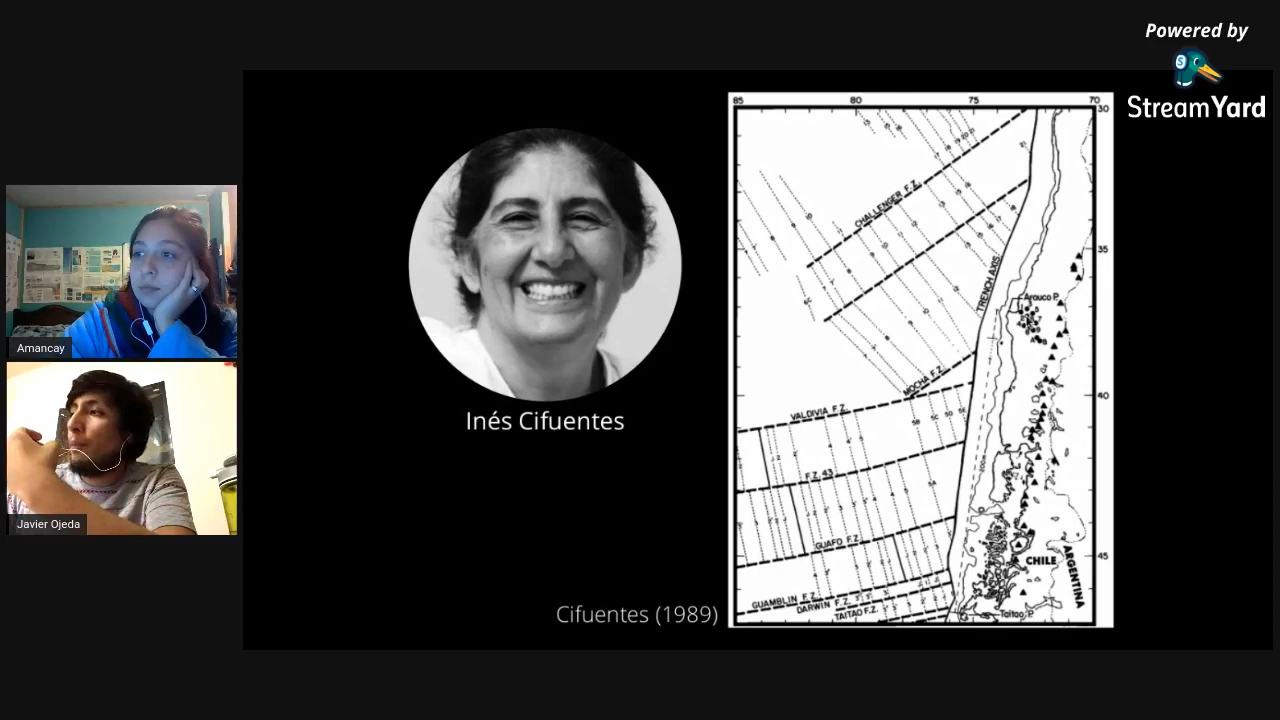 Powered by
StreamYard
Amancay
Javier Ojeda
Inés Cifuentes
Cifuentes (1989)
85
80
75
70
30
35
40
45
CHALLENGER F.Z.
TRENCH AXIS
Arauco P.
MOCHA F.Z.
VALDIVIA F.Z.
F.Z. 43
GUAFO F.Z.
GUAMBLIN F.Z.
DARWIN F.Z.
TAITAO F.Z.
CHILE
ARGENTINA
Taitao P.